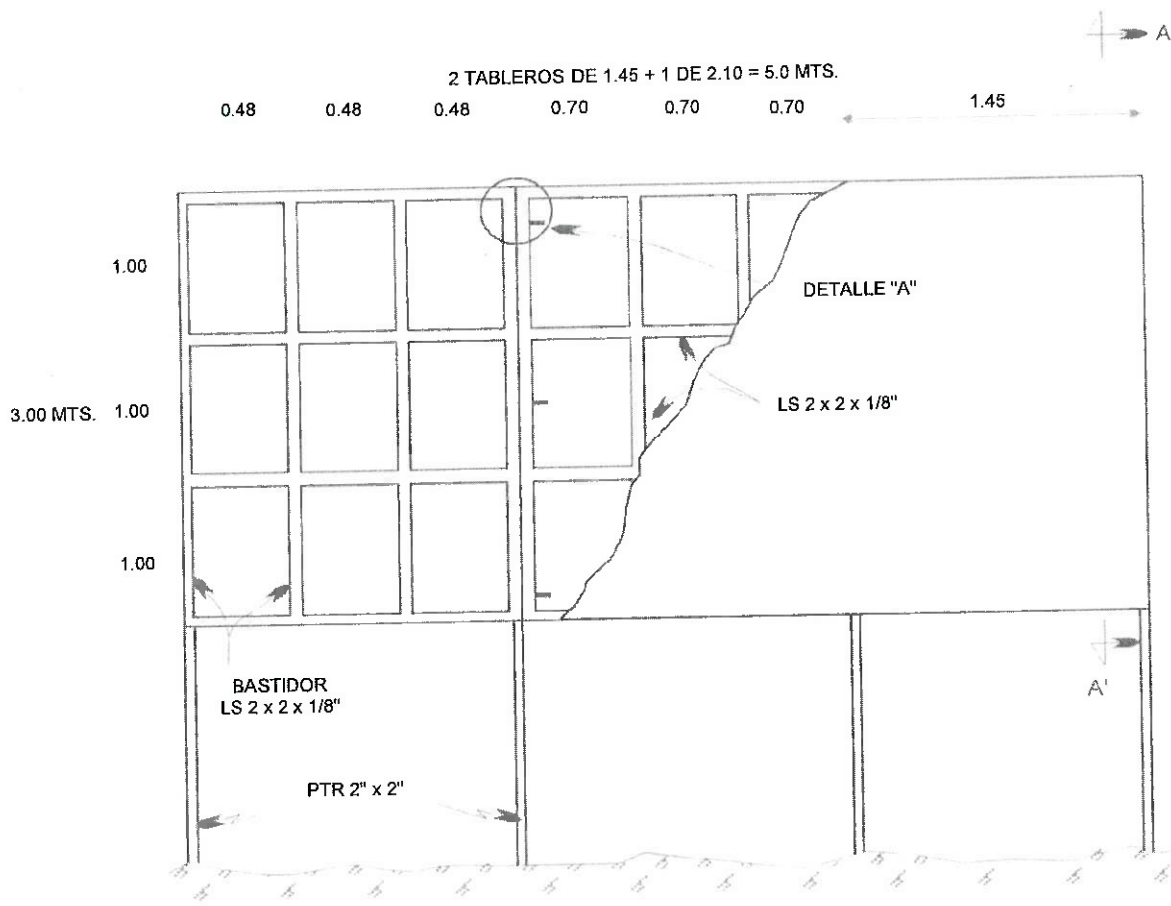 A
2 TABLEROS DE 1.45 + 1 DE 2.10 = 5.0 MTS.
0.48 0.48 0.48 0.70 0.70 0.70 1.45
1.00
DETALLE "A"
3.00 MTS. 1.00
LS 2 x 2 x 1/8"
1.00
BASTIDOR
LS 2 x 2 x 1/8"
A'
PTR 2" x 2"